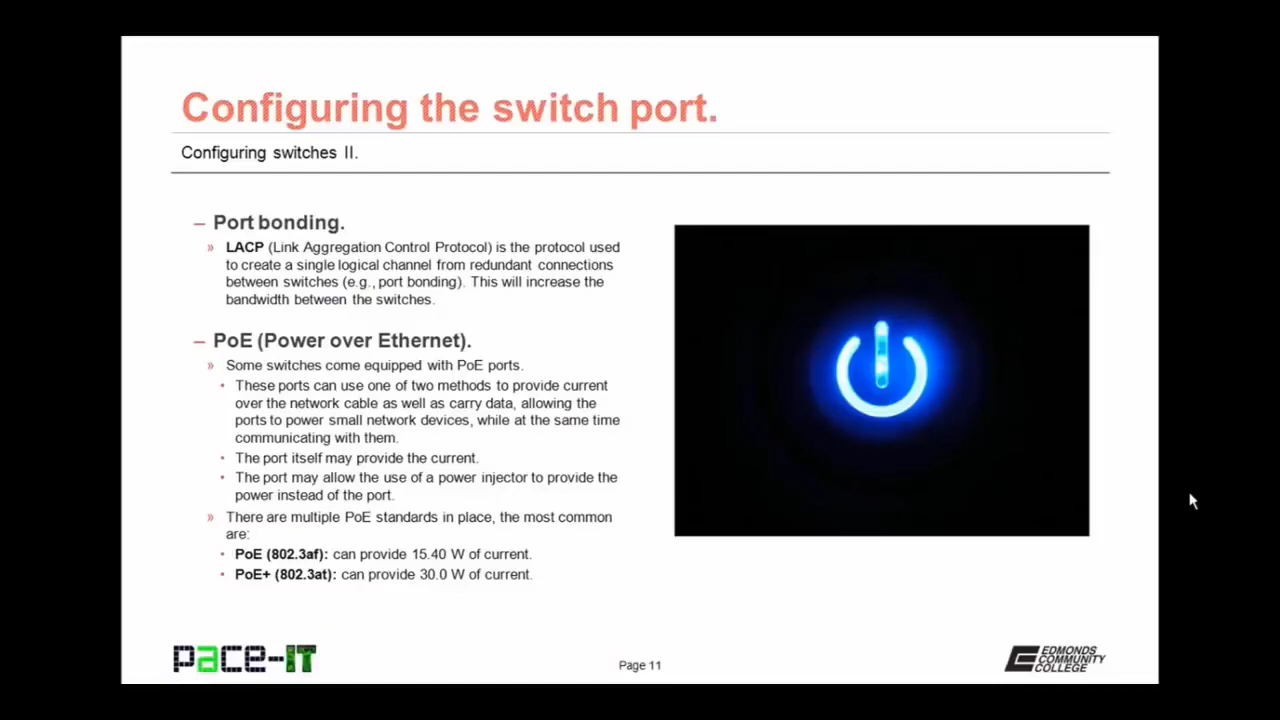 Configuring the switch port.
Configuring switches II.
– Port bonding.
» LACP (Link Aggregation Control Protocol) is the protocol used
to create a single logical channel from redundant connections
between switches (e.g., port bonding). This will increase the
bandwidth between the switches.
– PoE (Power over Ethernet).
» Some switches come equipped with PoE ports.
• These ports can use one of two methods to provide current
over the network cable as well as carry data, allowing the
ports to power small network devices, while at the same time
communicating with them.
• The port itself may provide the current.
• The port may allow the use of a power injector to provide the
power instead of the port.
» There are multiple PoE standards in place, the most common
are:
• PoE (802.3af): can provide 15.40 W of current.
• PoE+ (802.3at): can provide 30.0 W of current.
pace-IT
Page 11
EDMONDS
COMMUNITY
COLLEGE